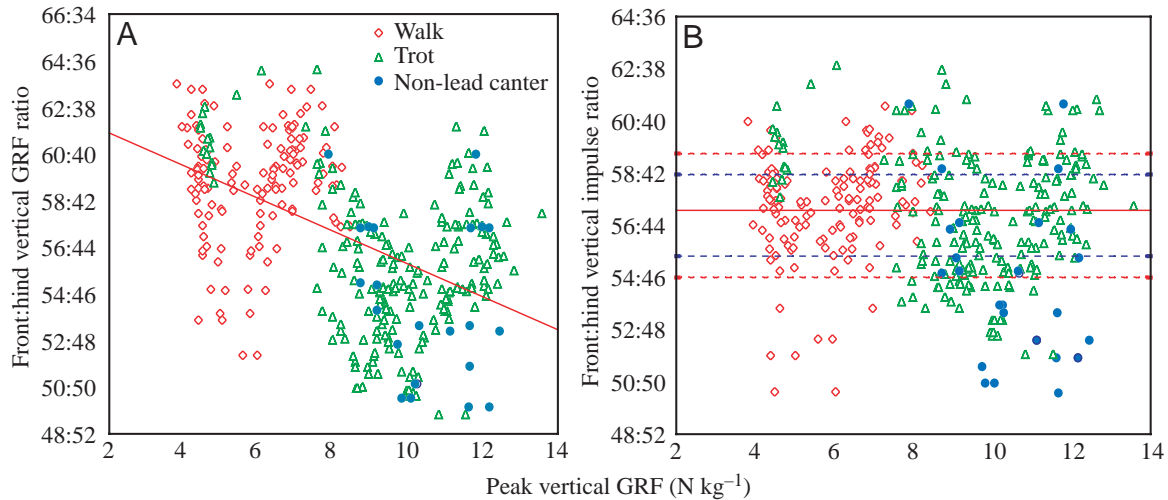 A
Walk
Trot
Non-lead canter
Front:hind vertical GRF ratio
66:34
64:36
62:38
60:40
58:42
56:44
54:46
52:48
50:50
48:52
2 4 6 8 10 12 14
B
Front:hind vertical impulse ratio
64:36
62:38
60:40
58:42
56:44
54:46
52:48
50:50
48:52
2 4 6 8 10 12 14
Peak vertical GRF (N kg–1)